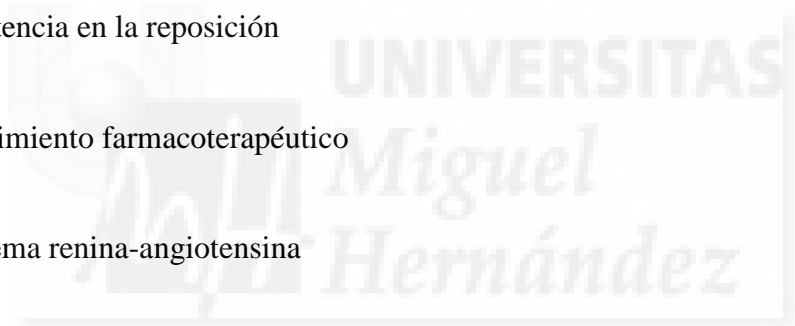 tencia en la reposición
UNIVERSITAS
imiento farmacoterapéutico
Miguel
ema renina-angiotensina
Hernández